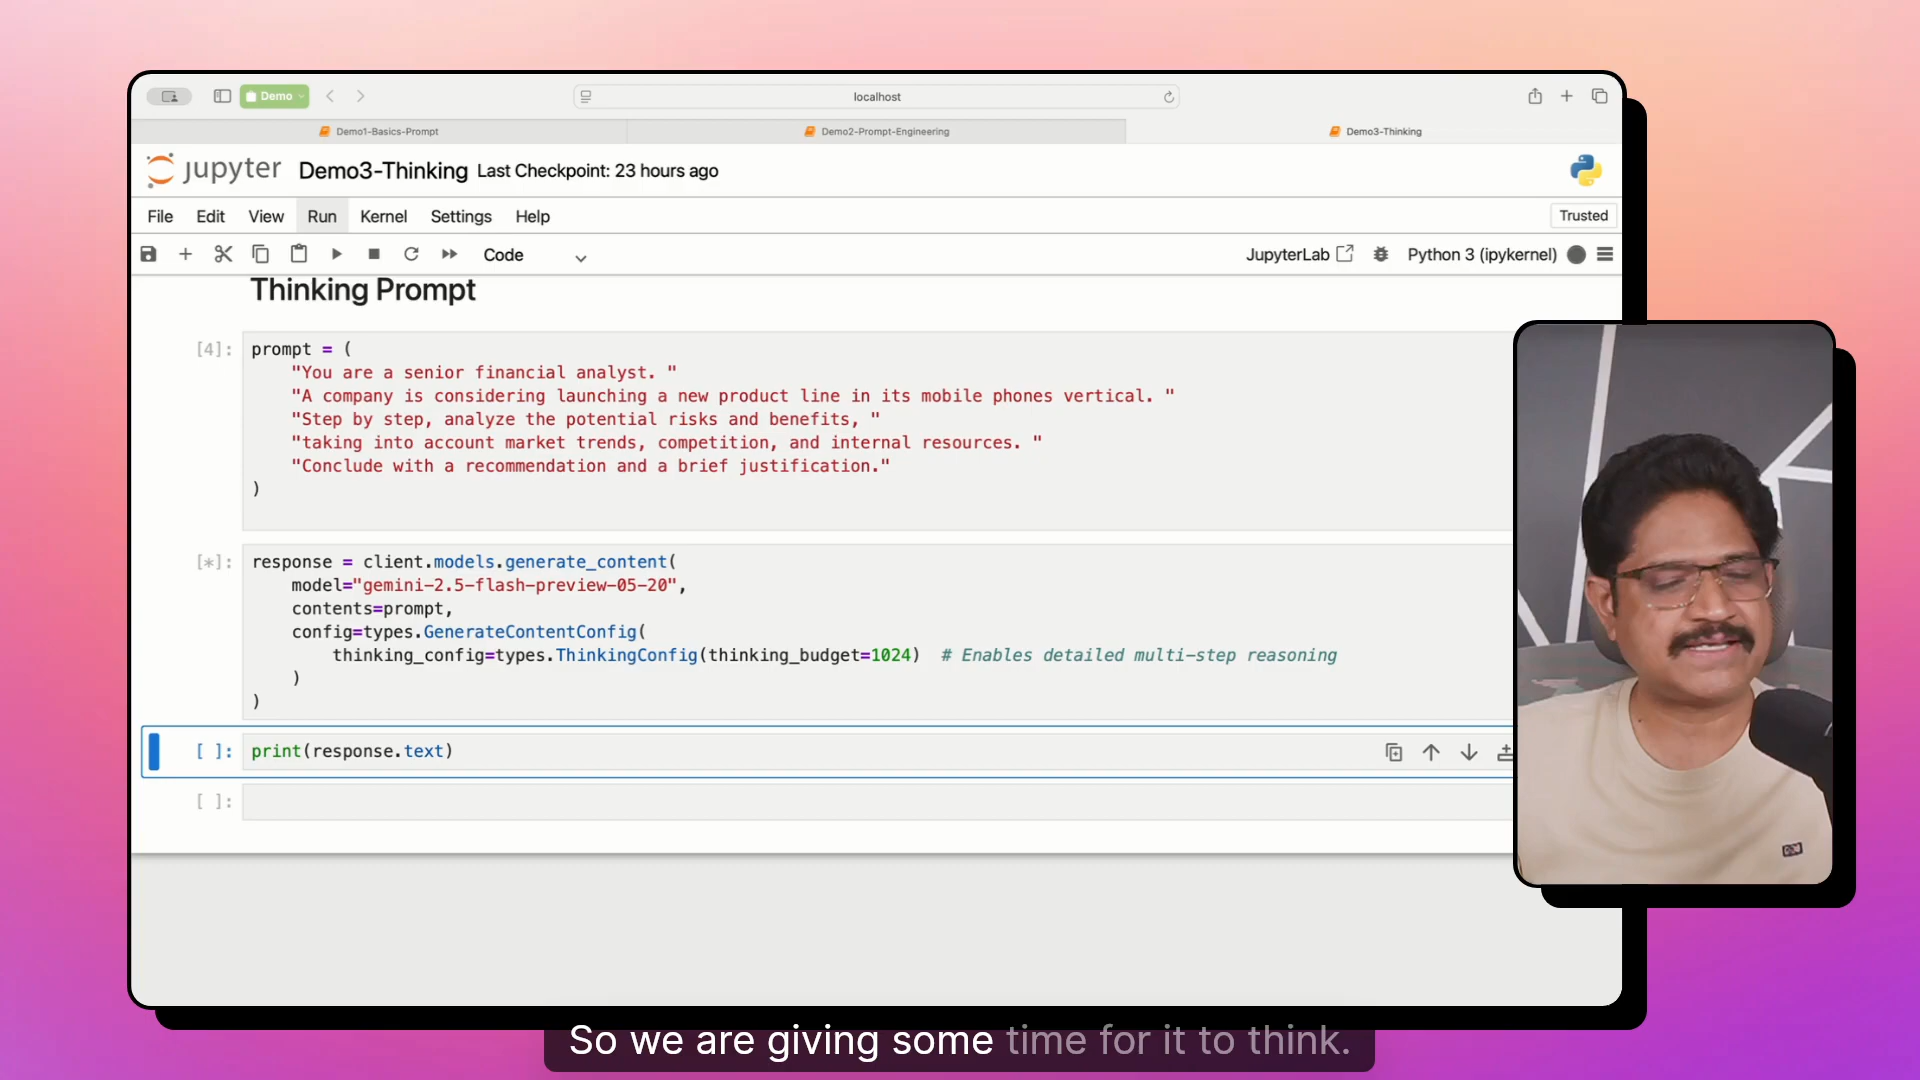 Demo
localhost
Demo1-Basics-Prompt
Demo2-Prompt-Engineering
Demo3-Thinking
jupyter Demo3-Thinking Last Checkpoint: 23 hours ago
File Edit View Run Kernel Settings Help
Trusted
Code
JupyterLab
Python 3 (ipykernel)
Thinking Prompt
[4]: prompt = (
"You are a senior financial analyst. "
"A company is considering launching a new product line in its mobile phones vertical. "
"Step by step, analyze the potential risks and benefits, "
"taking into account market trends, competition, and internal resources. "
"Conclude with a recommendation and a brief justification."
)
[*]: response = client.models.generate_content(
model="gemini-2.5-flash-preview-05-20",
contents=prompt,
config=types.GenerateContentConfig(
thinking_config=types.ThinkingConfig(thinking_budget=1024) # Enables detailed multi-step reasoning
)
)
[ ]: print(response.text)
[ ]:
So we are giving some time for it to think.